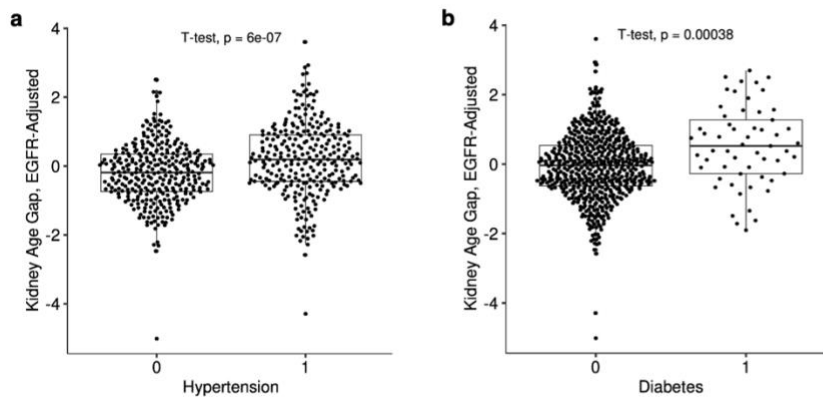 a
T-test, p = 6e-07
Kidney Age Gap, EGFR-Adjusted
4
2
0
-2
-4
0
1
Hypertension
b
T-test, p = 0.00038
Kidney Age Gap, EGFR-Adjusted
4
2
0
-2
-4
0
1
Diabetes